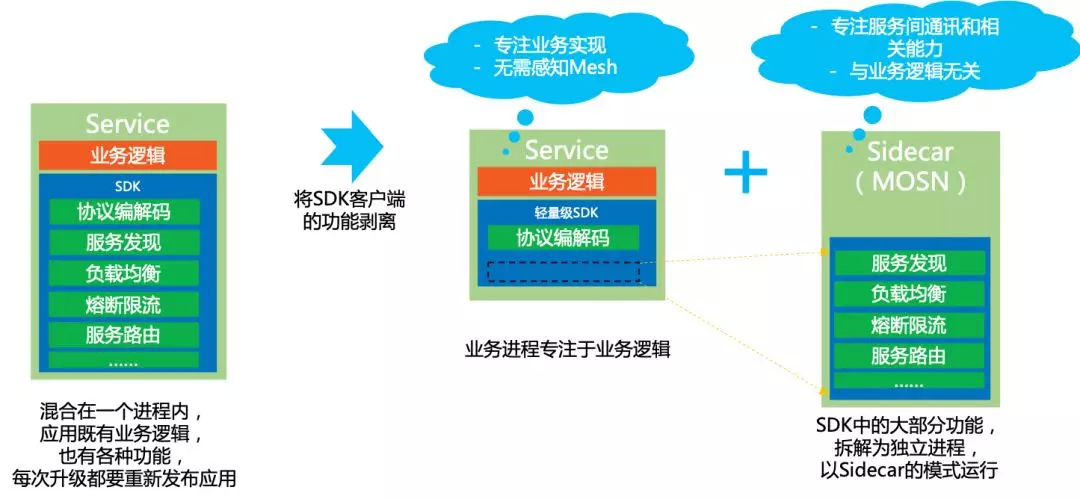 Service
业务逻辑
SDK
协议编解码
服务发现
负载均衡
熔断限流
服务路由
......
混合在一个进程内，
应用既有业务逻辑，
也有各种功能，
每次升级都要重新发布应用
将SDK客户端
的功能剥离
- 专注业务实现
- 无需感知Mesh
Service
业务逻辑
轻量级SDK
协议编解码
业务进程专注于业务逻辑
- 专注服务间通讯和相
关能力
- 与业务逻辑无关
Sidecar
（MOSN）
服务发现
负载均衡
熔断限流
服务路由
......
SDK中的大部分功能，
拆解为独立进程，
以Sidecar的模式运行